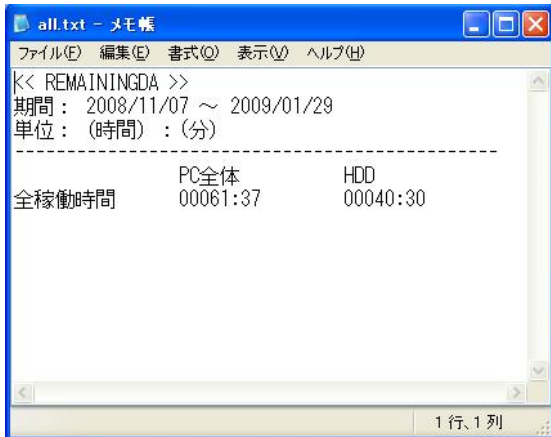 all.txt - メモ帳
ファイル(F) 編集(E) 書式(O) 表示(V) ヘルプ(H)
<< REMAININGDA >>
期間： 2008/11/07 ～ 2009/01/29
単位： (時間) ：(分)
--------------------------------------------------
PC全体 HDD
全稼働時間 00061:37 00040:30
1行、1列